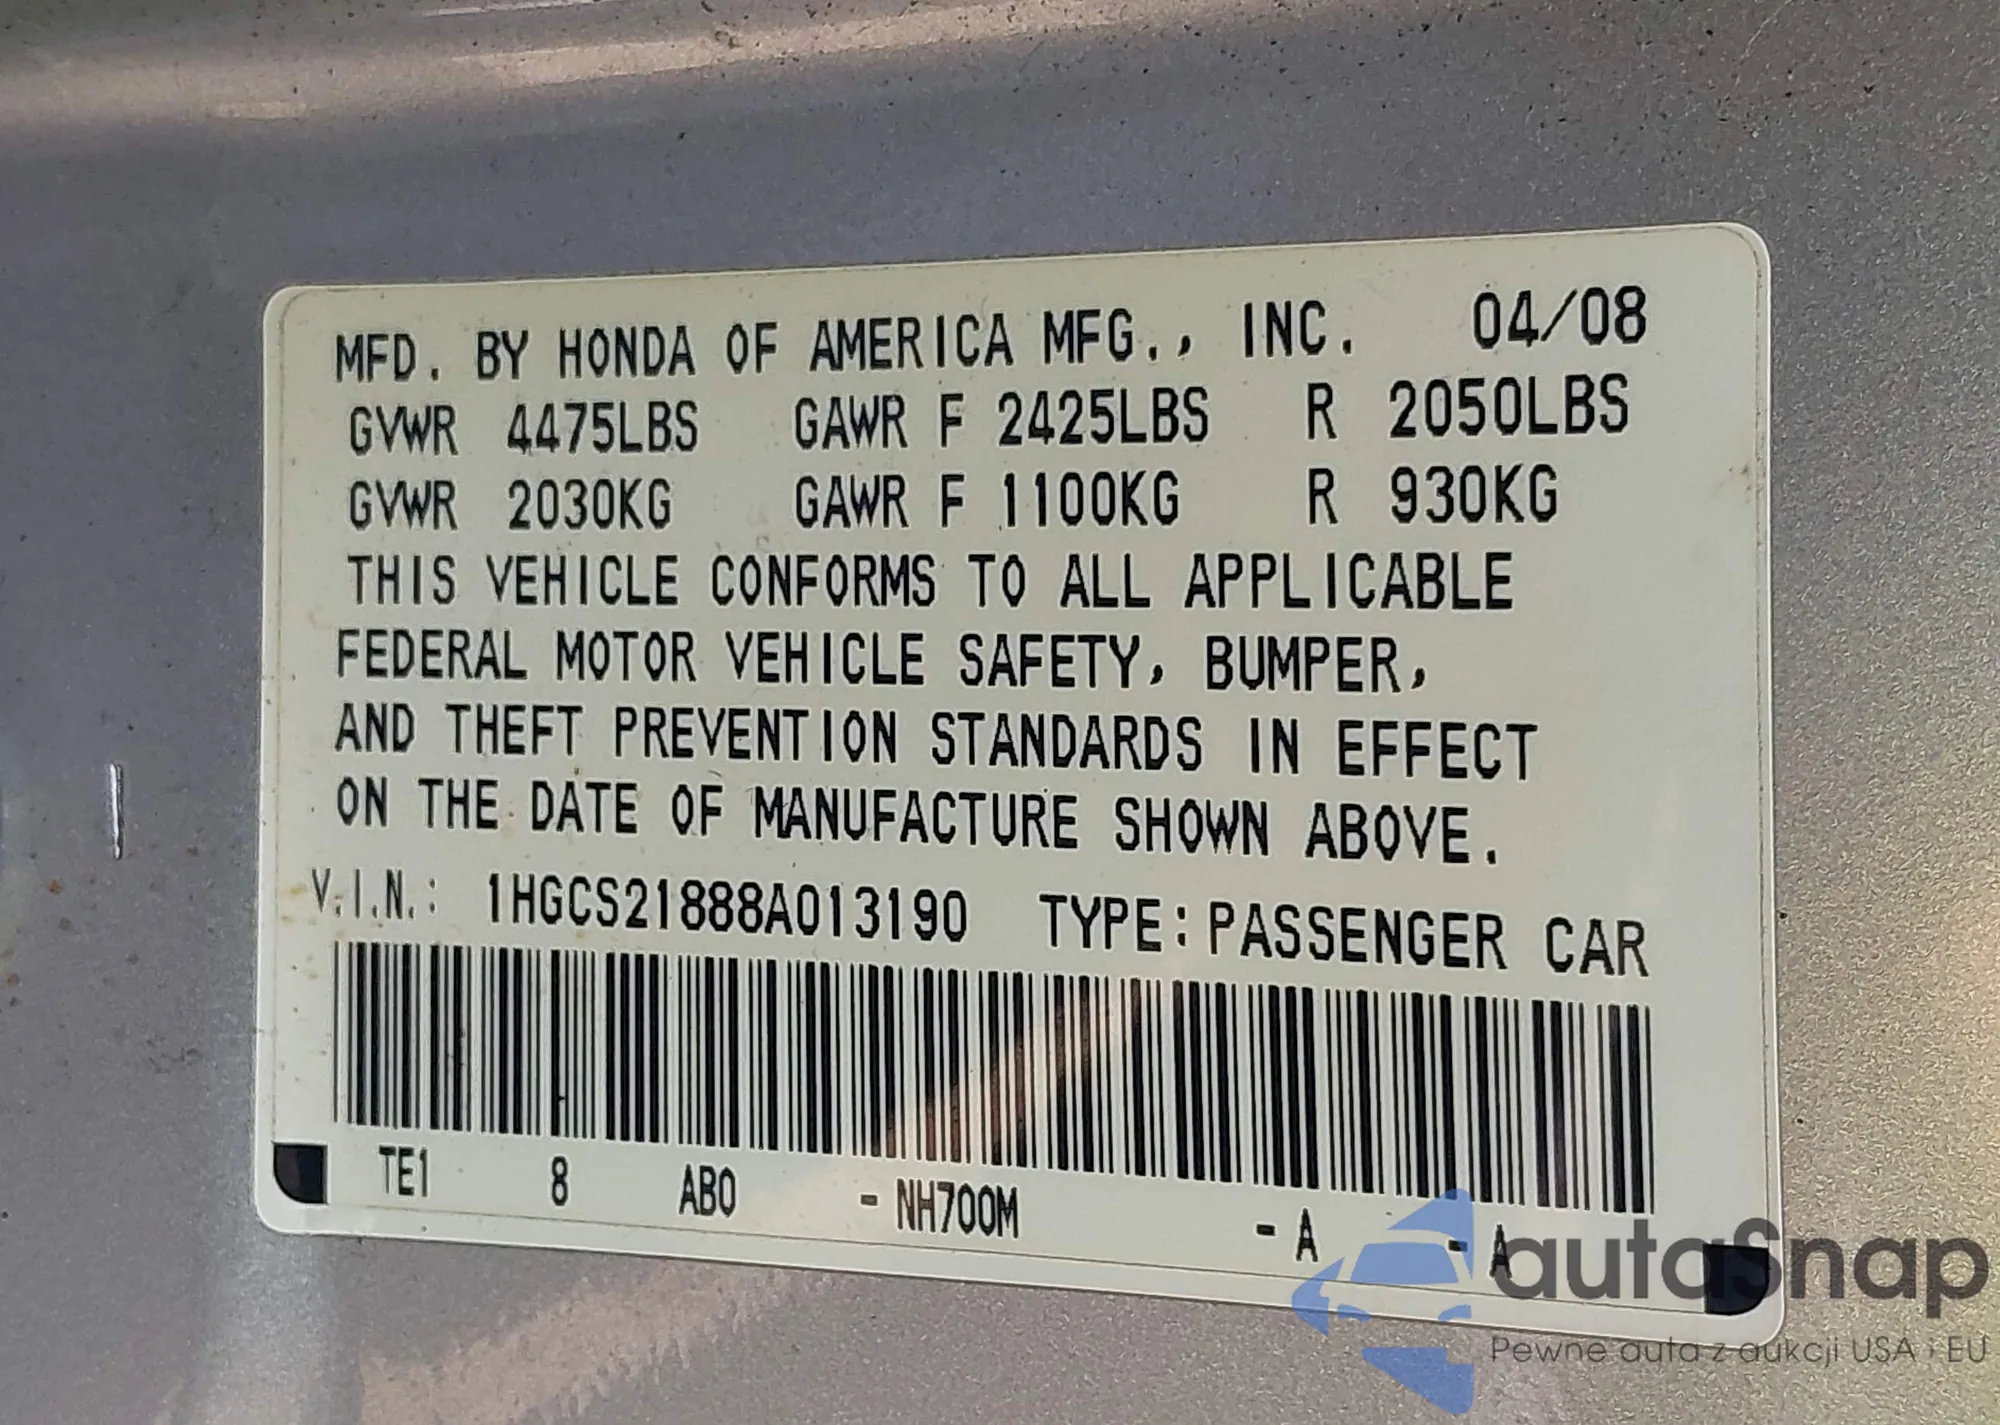 MFD. BY HONDA OF AMERICA MFG., INC. 04/08
GVWR 4475LBS GAWR F 2425LBS R 2050LBS
GVWR 2030KG GAWR F 1100KG R 930KG
THIS VEHICLE CONFORMS TO ALL APPLICABLE
FEDERAL MOTOR VEHICLE SAFETY, BUMPER,
AND THEFT PREVENTION STANDARDS IN EFFECT
ON THE DATE OF MANUFACTURE SHOWN ABOVE.
V.I.N.: 1HGCS21888A013190 TYPE: PASSENGER CAR
TE1 8 AB0 - NH700M - A - A
autaSnap
Pewne auta z aukcji USA i EU